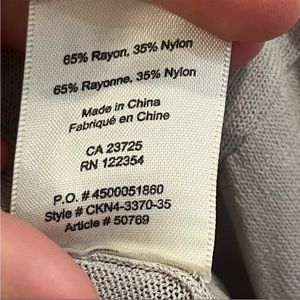 65% Rayon, 35% Nylon
65% Rayonne, 35% Nylon
Made in China
Fabriqué en Chine
CA 23725
RN 122354
P.O. # 4500051860
Style # CKN4-3370-35
Article # 50769